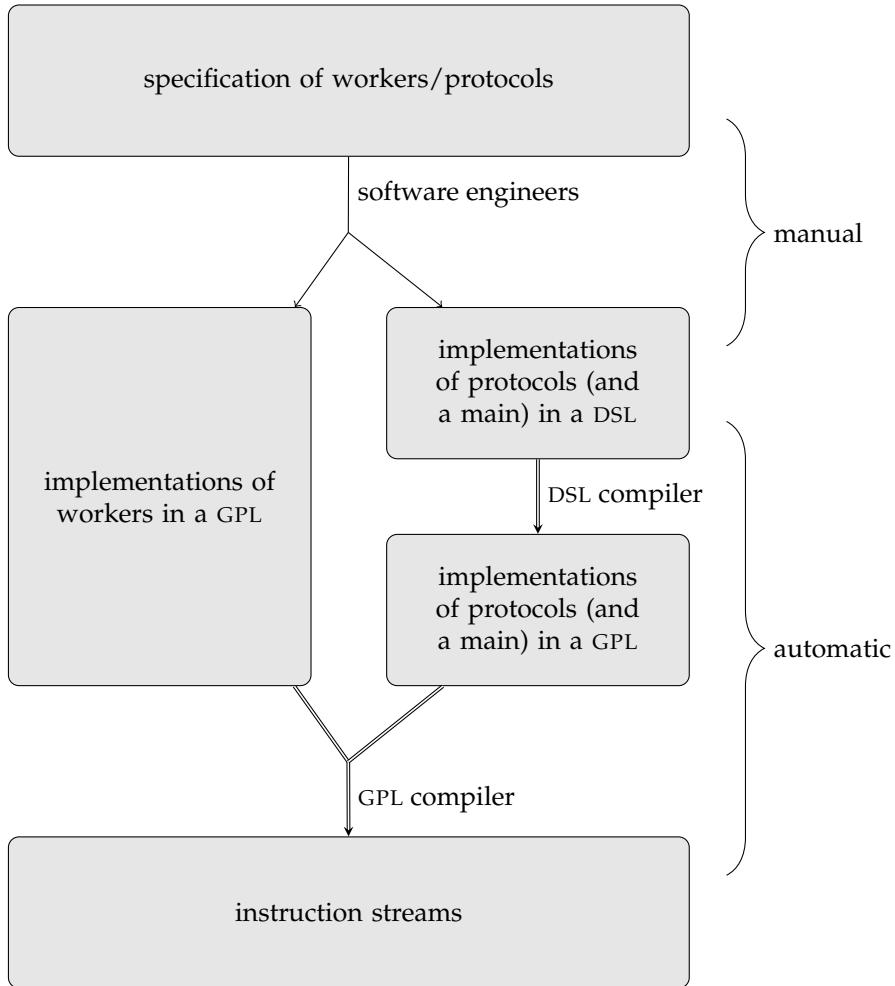 specification of workers/protocols
software engineers
manual
implementations
of protocols (and
a main) in a DSL
implementations of
workers in a GPL
DSL compiler
implementations
of protocols (and
a main) in a GPL
automatic
GPL compiler
instruction streams